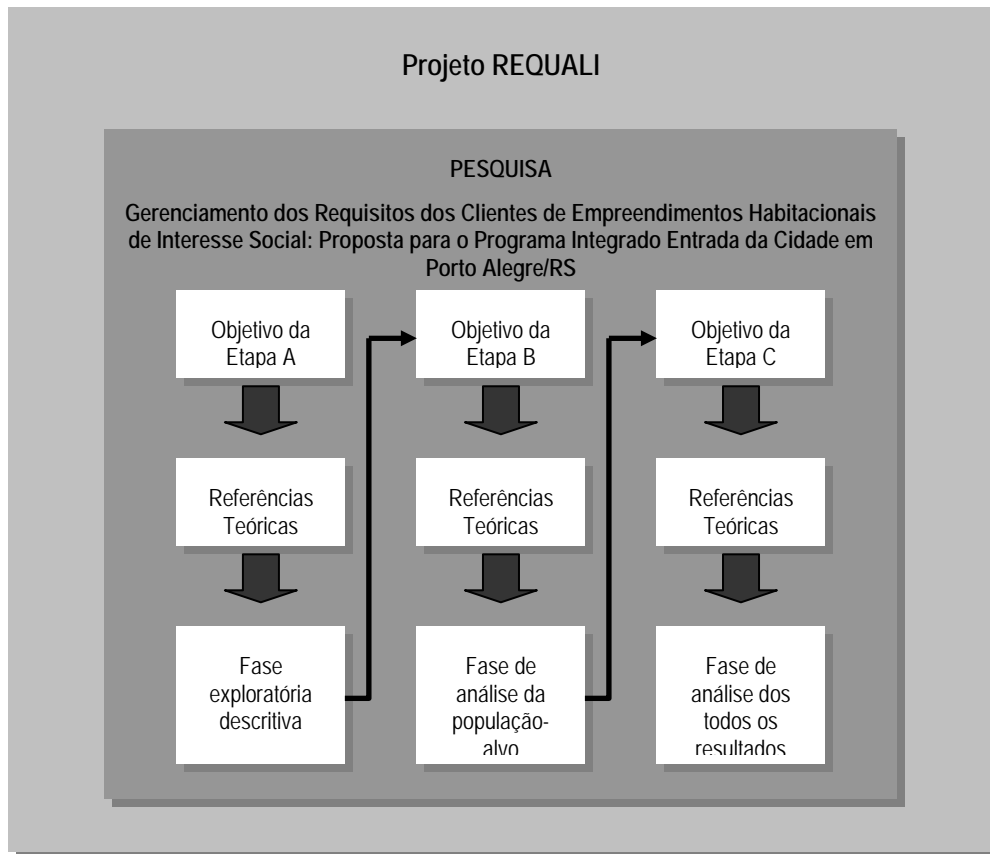 Projeto REQUALI
PESQUISA
Gerenciamento dos Requisitos dos Clientes de Empreendimentos Habitacionais
de Interesse Social: Proposta para o Programa Integrado Entrada da Cidade em
Porto Alegre/RS
Objetivo da
Etapa A
Objetivo da
Etapa B
Objetivo da
Etapa C
Referências
Teóricas
Referências
Teóricas
Referências
Teóricas
Fase
exploratória
descritiva
Fase de
análise da
população-
alvo
Fase de
análise dos
todos os
resultados